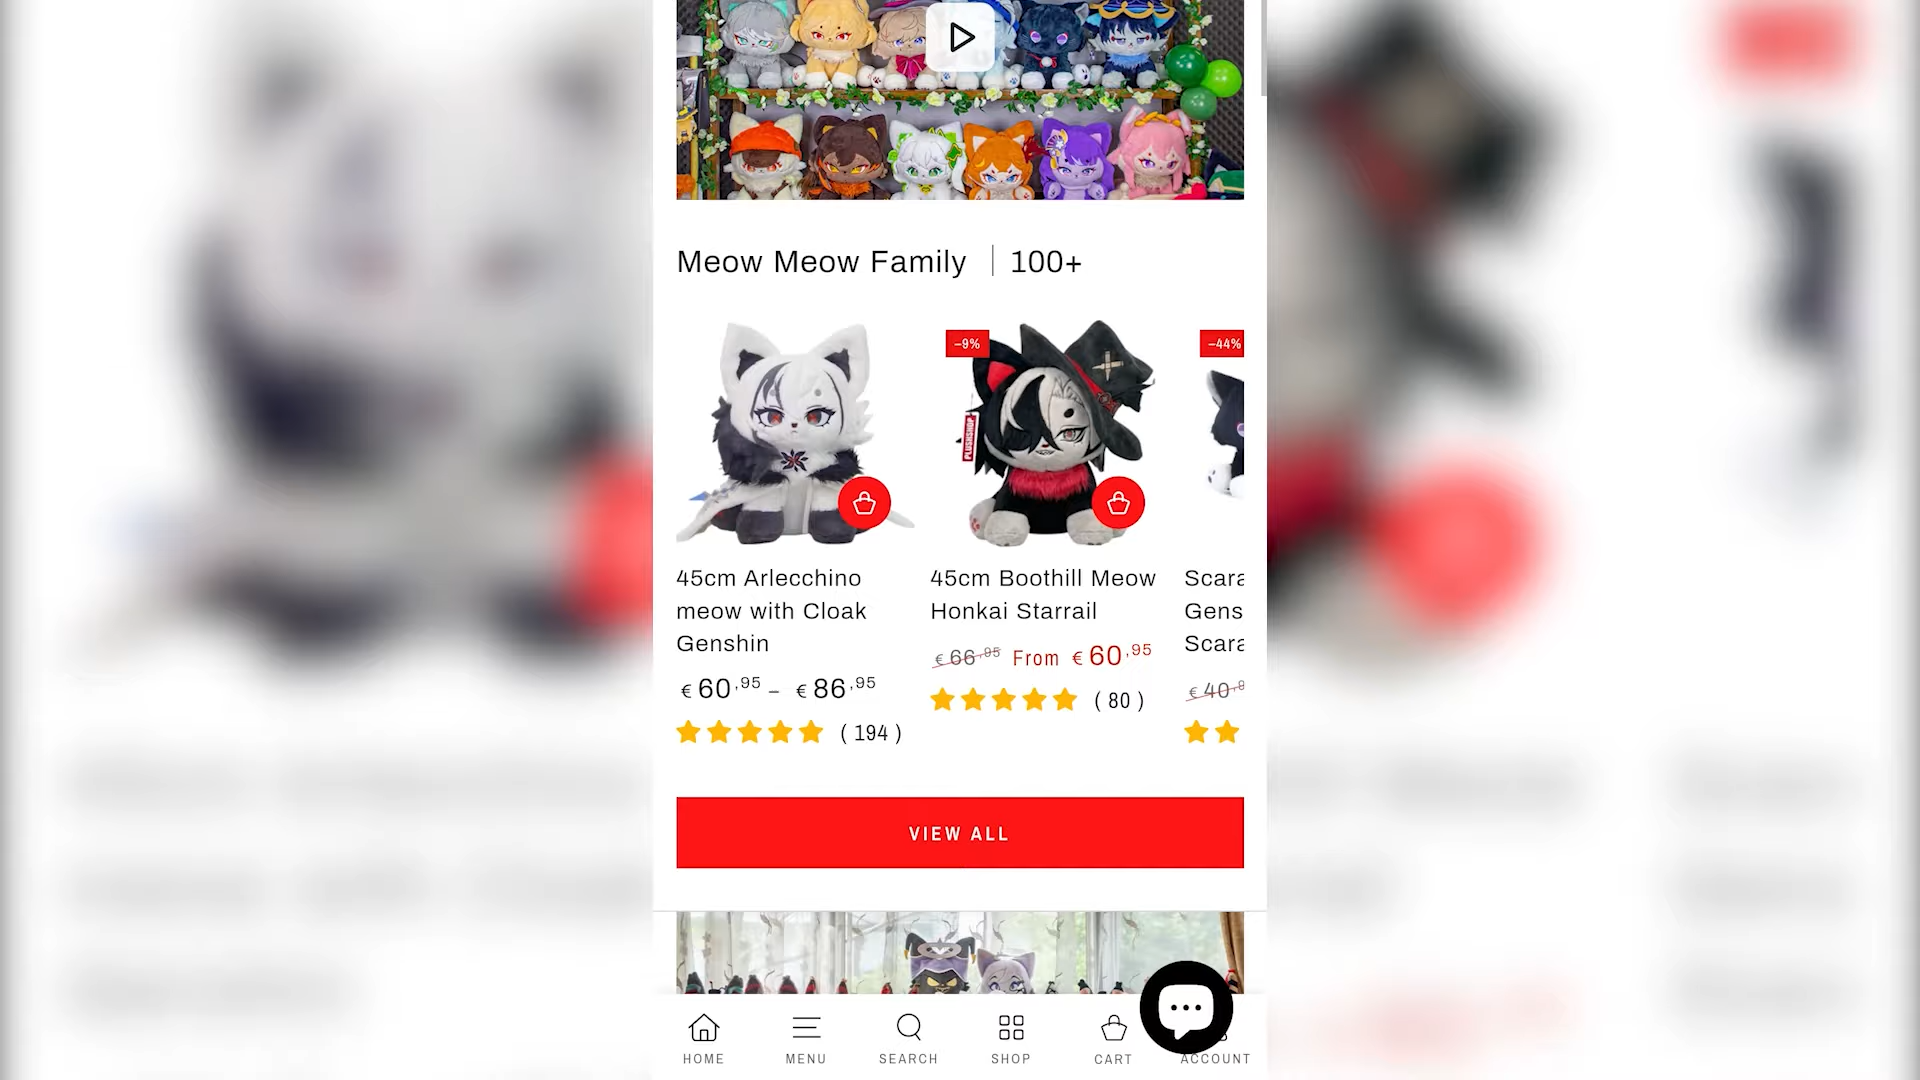 Meow Meow Family | 100+
–9%
–44%
PLUSHSHOP
45cm Arlecchino
meow with Cloak
Genshin
€60,95 – €86,95
( 194 )
45cm Boothill Meow
Honkai Starrail
€66,95 From €60,95
( 80 )
Scara
Gens
Scara
€40,9
VIEW ALL
HOME
MENU
SEARCH
SHOP
CART
ACCOUNT